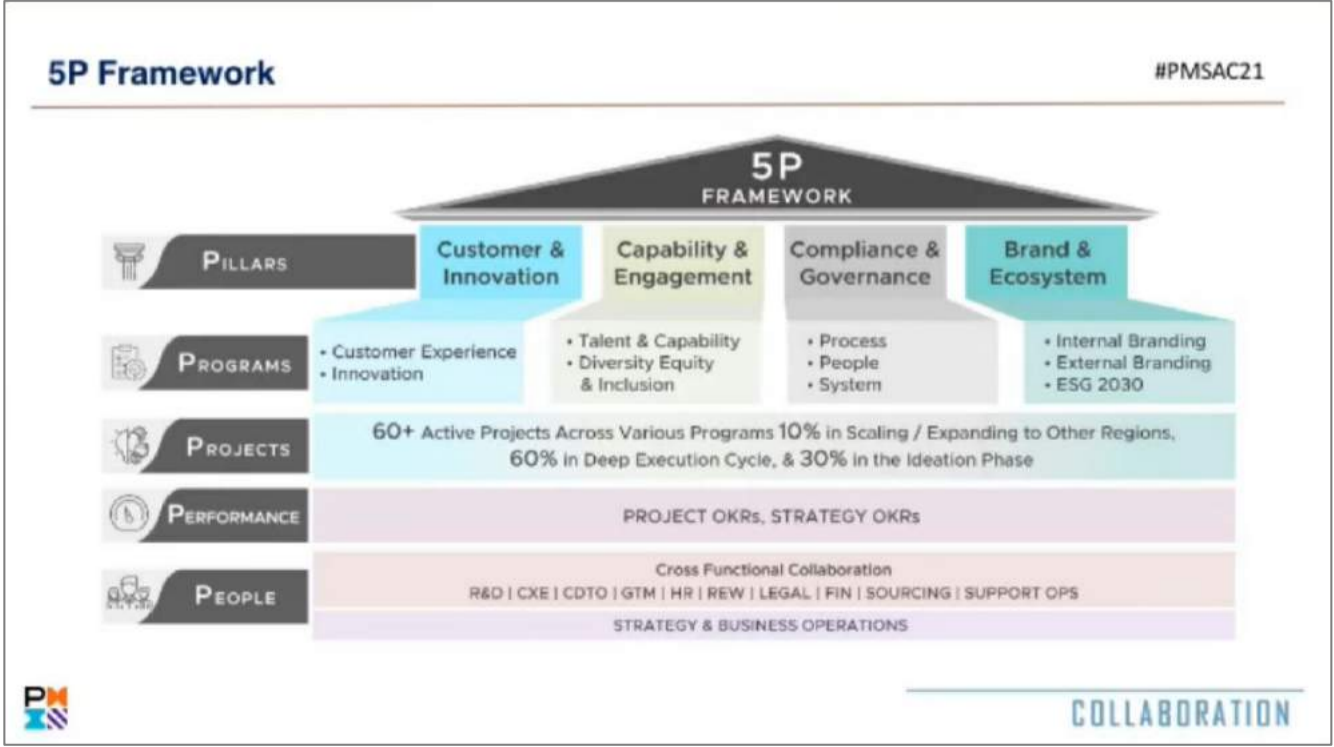 5P Framework
#PMSAC21
5P
FRAMEWORK
PILLARS
Customer &
Innovation
Capability &
Engagement
Compliance &
Governance
Brand &
Ecosystem
PROGRAMS
• Customer Experience
• Innovation
• Talent & Capability
• Diversity Equity
& Inclusion
• Process
• People
• System
• Internal Branding
• External Branding
• ESG 2030
PROJECTS
60+ Active Projects Across Various Programs 10% in Scaling / Expanding to Other Regions,
60% in Deep Execution Cycle, & 30% in the Ideation Phase
PERFORMANCE
PROJECT OKRs, STRATEGY OKRs
PEOPLE
Cross Functional Collaboration
R&D | CXE | CDTO | GTM | HR | REW | LEGAL | FIN | SOURCING | SUPPORT OPS
STRATEGY & BUSINESS OPERATIONS
COLLABORATION